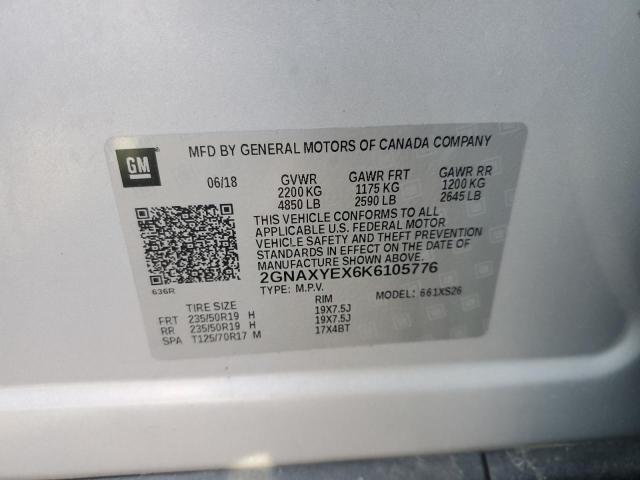 GM
MFD BY GENERAL MOTORS OF CANADA COMPANY
06/18 GVWR GAWR FRT GAWR RR
2200 KG 1175 KG 1200 KG
4850 LB 2590 LB 2645 LB
THIS VEHICLE CONFORMS TO ALL
APPLICABLE U.S. FEDERAL MOTOR
VEHICLE SAFETY AND THEFT PREVENTION
STANDARDS IN EFFECT ON THE DATE OF
MANUFACTURE SHOWN ABOVE.
2GNAXYEX6K6105776
TYPE: M.P.V. MODEL: 661XS26
636R
TIRE SIZE RIM
FRT 235/50R19 H 19X7.5J
RR 235/50R19 H 19X7.5J
SPA T125/70R17 M 17X4BT